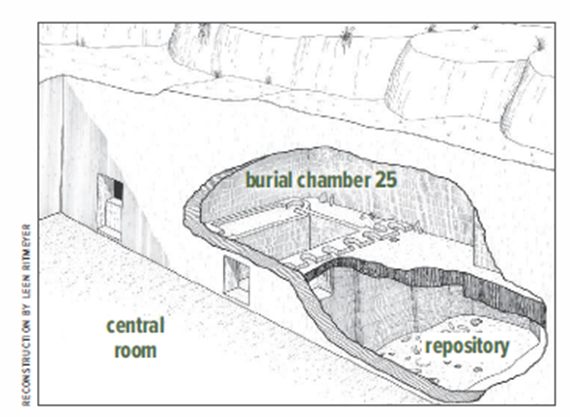 burial chamber 25
central
room
repository
RECONSTRUCTION BY LEEN RITMEYER